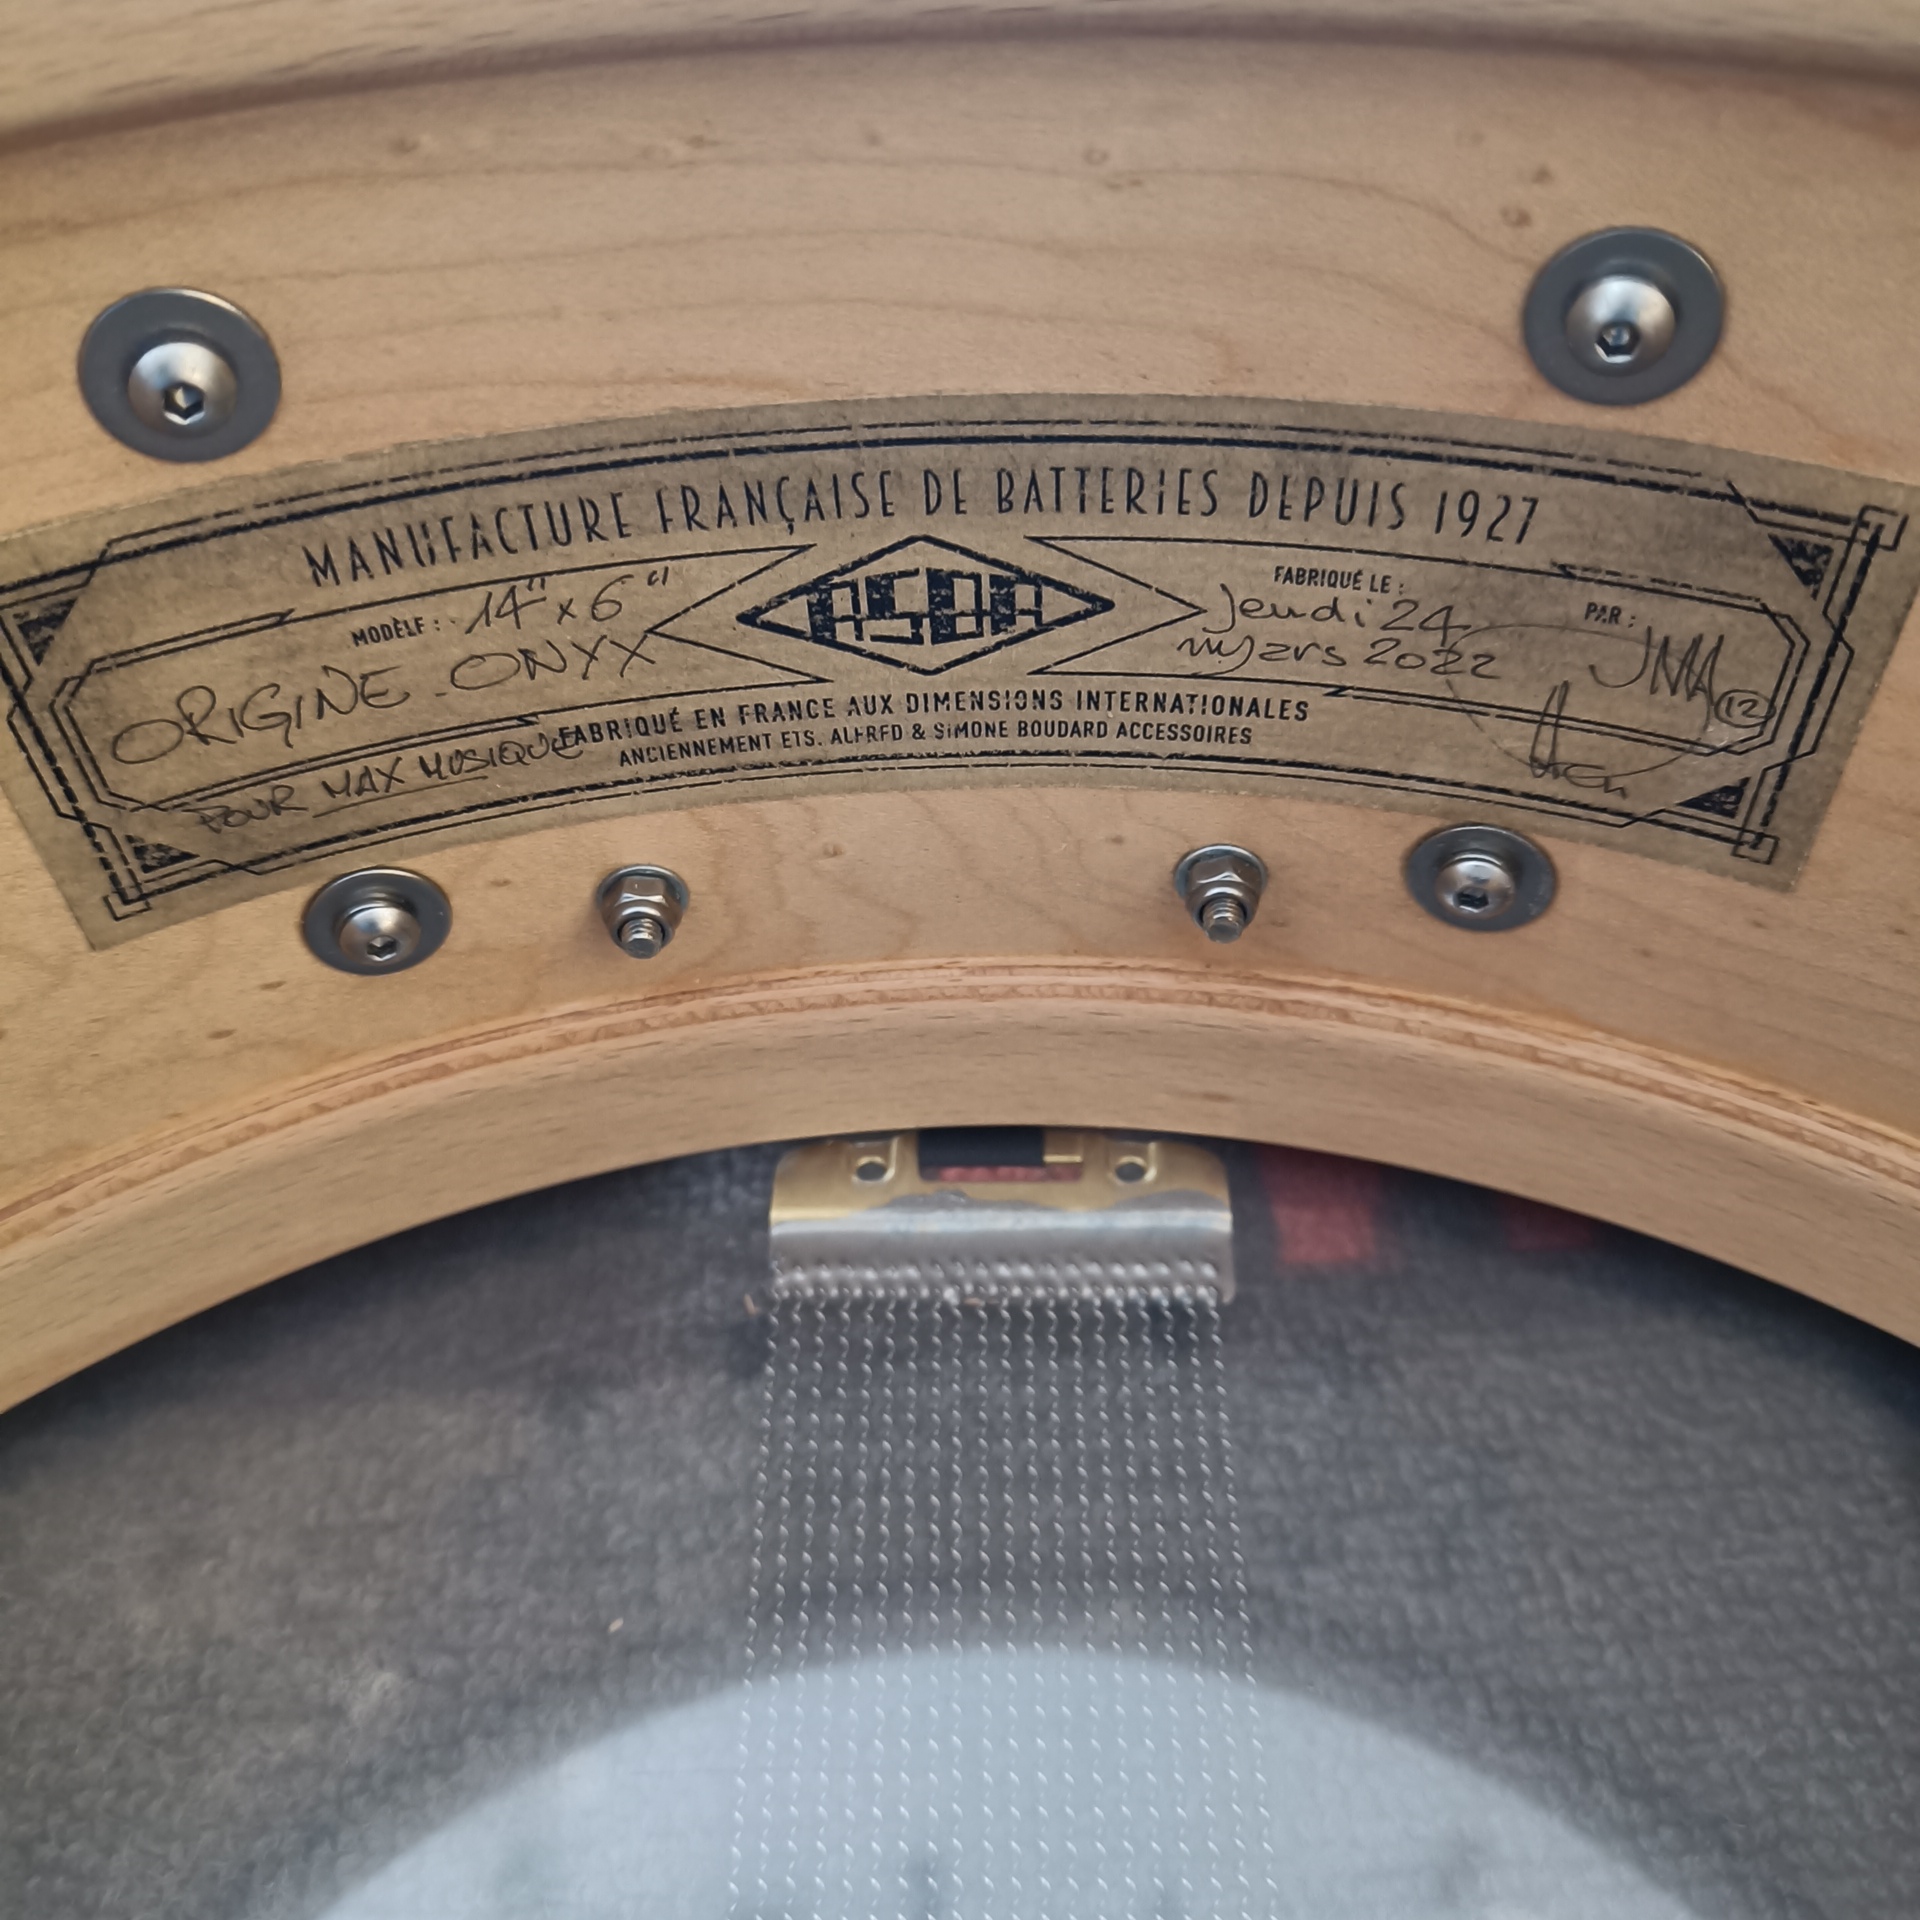 MANUFACTURE FRANÇAISE DE BATTERIES DEPUIS 1927
MODÈLE : 14" x 6"
ORIGINE ONYX
POUR MAX MUSIQUE
ASBA
FABRIQUÉ LE :
Jeudi 24
mars 2022
PAR :
JMA 12
FABRIQUÉ EN FRANCE AUX DIMENSIONS INTERNATIONALES
ANCIENNEMENT ETS. ALFRED & SIMONE BOUDARD ACCESSOIRES